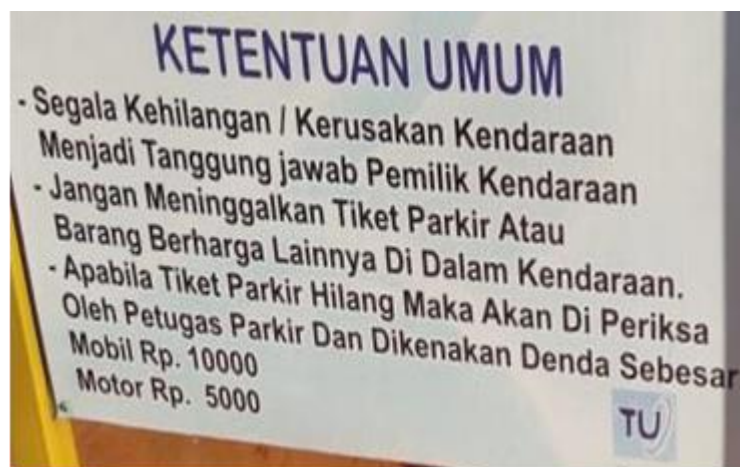 KETENTUAN UMUM
- Segala Kehilangan / Kerusakan Kendaraan
Menjadi Tanggung jawab Pemilik Kendaraan
- Jangan Meninggalkan Tiket Parkir Atau
Barang Berharga Lainnya Di Dalam Kendaraan.
- Apabila Tiket Parkir Hilang Maka Akan Di Periksa
Oleh Petugas Parkir Dan Dikenakan Denda Sebesar
Mobil Rp. 10000
Motor Rp. 5000
TU